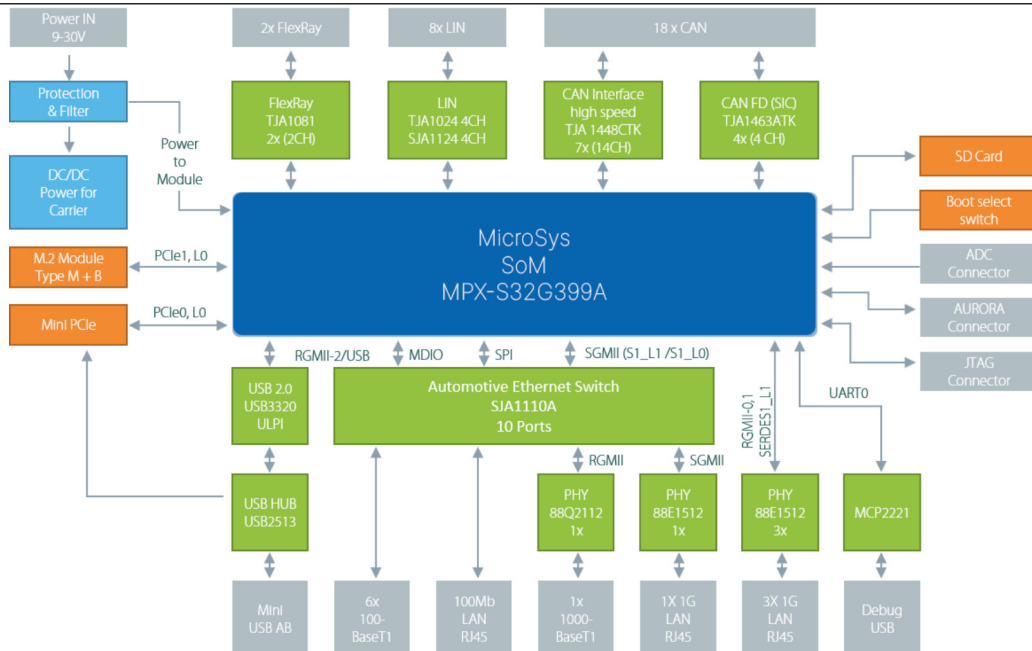 Power IN
9-30V
2x FlexRay
8x LIN
18 x CAN
Protection
& Filter
FlexRay
TJA1081
2x (2CH)
LIN
TJA1024 4CH
SJA1124 4CH
CAN Interface
high speed
TJA 1448CTK
7x (14CH)
CAN FD (SIC)
TJA1463ATK
4x (4 CH)
Power
to
Module
DC/DC
Power for
Carrier
SD Card
Boot select
switch
MicroSys
SoM
MPX-S32G399A
M.2 Module
Type M + B
PCIe1, L0
ADC
Connector
Mini PCIe
PCIe0, L0
AURORA
Connector
JTAG
Connector
RGMII-2/USB
MDIO
SPI
SGMII (S1_L1 /S1_L0)
USB 2.0
USB3320
ULPI
Automotive Ethernet Switch
SJA1110A
10 Ports
RGMII-0,1
SERDES1_L1
UART0
RGMII
SGMII
USB HUB
USB2513
PHY
88Q2112
1x
PHY
88E1512
1x
PHY
88E1512
3x
MCP2221
Mini
USB AB
6x
100-
BaseT1
100Mb
LAN
RJ45
1x
1000-
BaseT1
1X 1G
LAN
RJ45
3X 1G
LAN
RJ45
Debug
USB